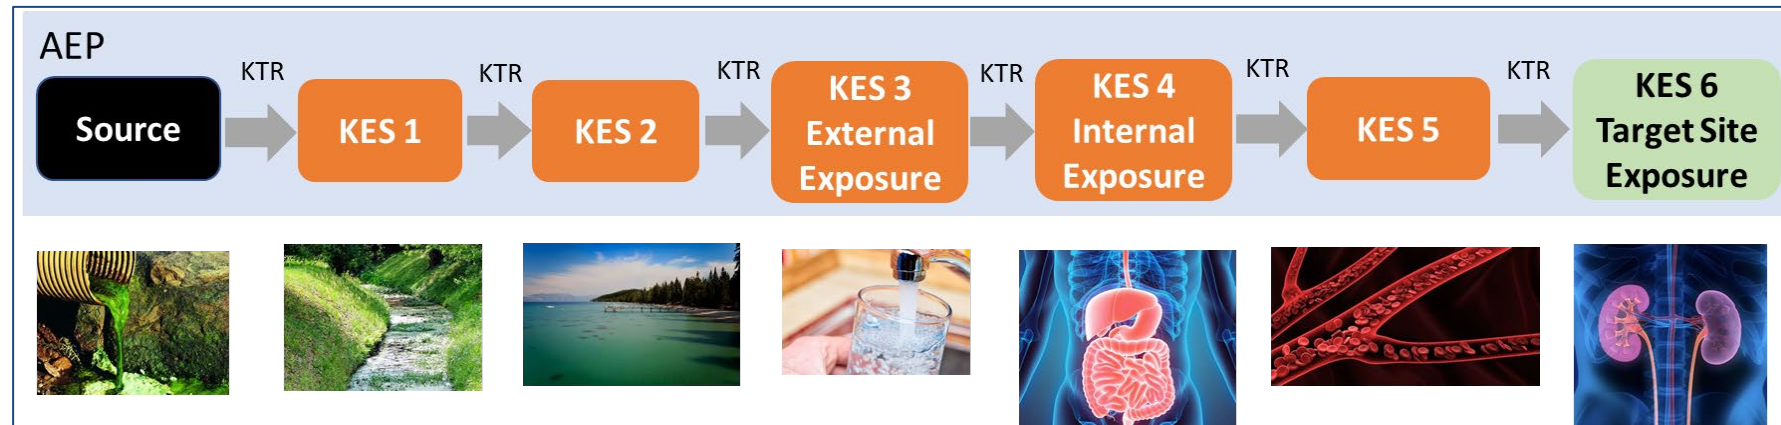 AEP
KTR
KTR
KTR
KTR
KTR
KTR
Source
KES 1
KES 2
KES 3
External
Exposure
KES 4
Internal
Exposure
KES 5
KES 6
Target Site
Exposure